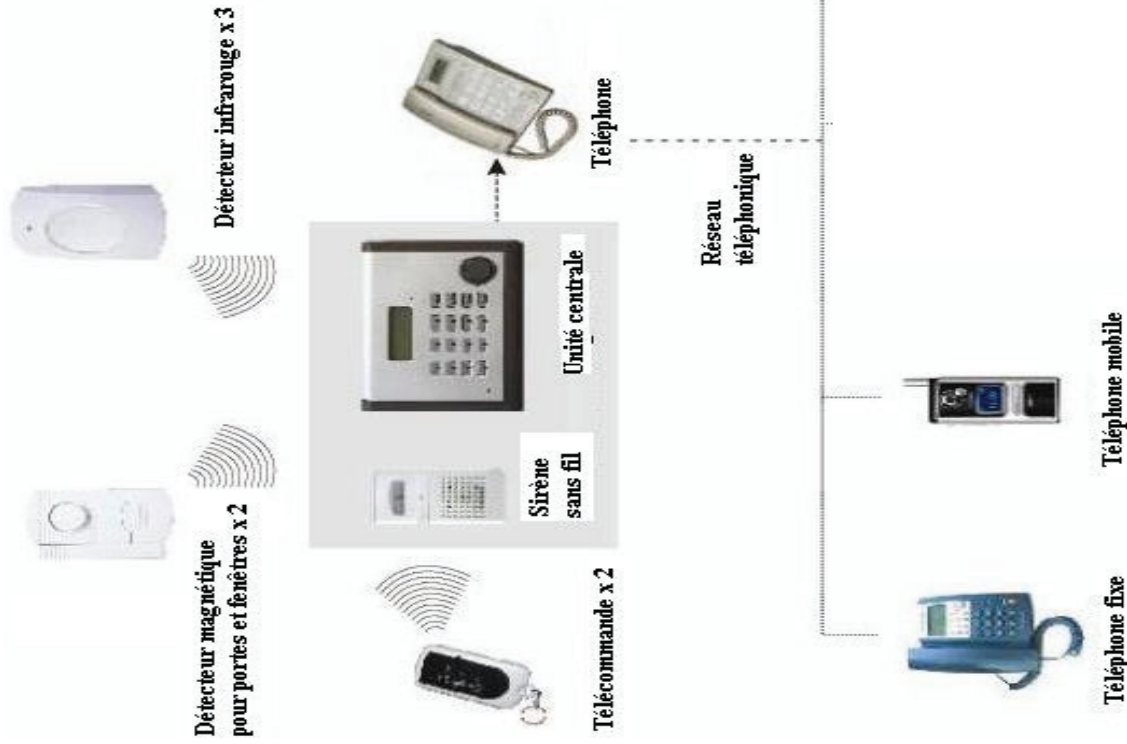 Détecteur magnétique
pour portes et fenêtres x 2
Détecteur infrarouge x 3
Télécommande x 2
Sirène
sans fil
Unité centrale
Téléphone
Réseau
téléphonique
Téléphone fixe
Téléphone mobile